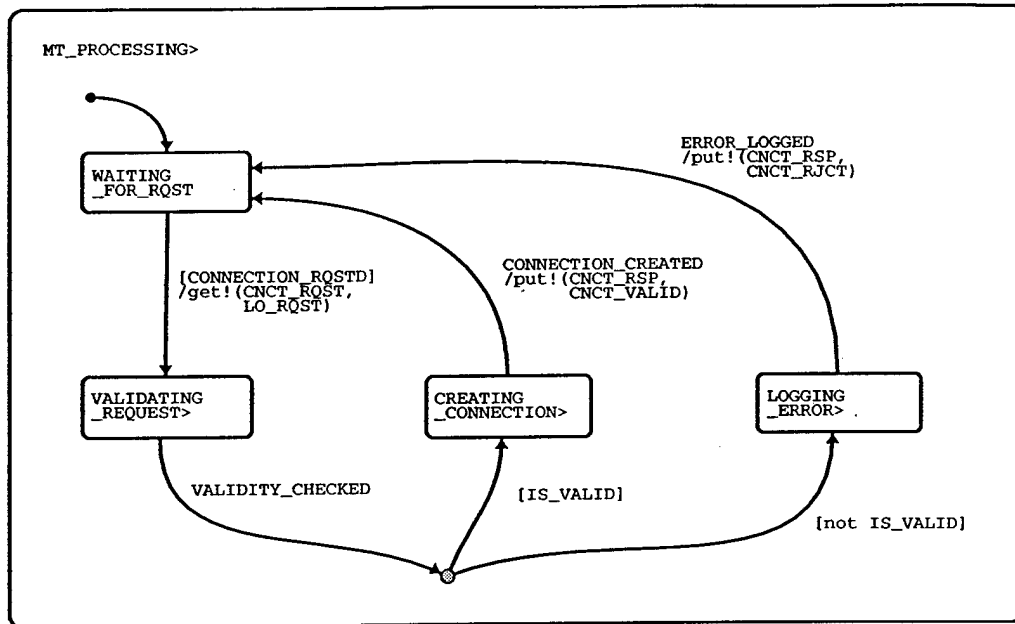 MT_PROCESSING>
ERROR_LOGGED
/put!(CNCT_RSP,
CNCT_RJCT)
WAITING
_FOR_RQST
[CONNECTION_RQSTD]
/get!(CNCT_RQST,
LO_RQST)
CONNECTION_CREATED
/put!(CNCT_RSP,
CNCT_VALID)
VALIDATING
_REQUEST>
CREATING
_CONNECTION>
LOGGING
_ERROR>
VALIDITY_CHECKED
[IS_VALID]
[not IS_VALID]